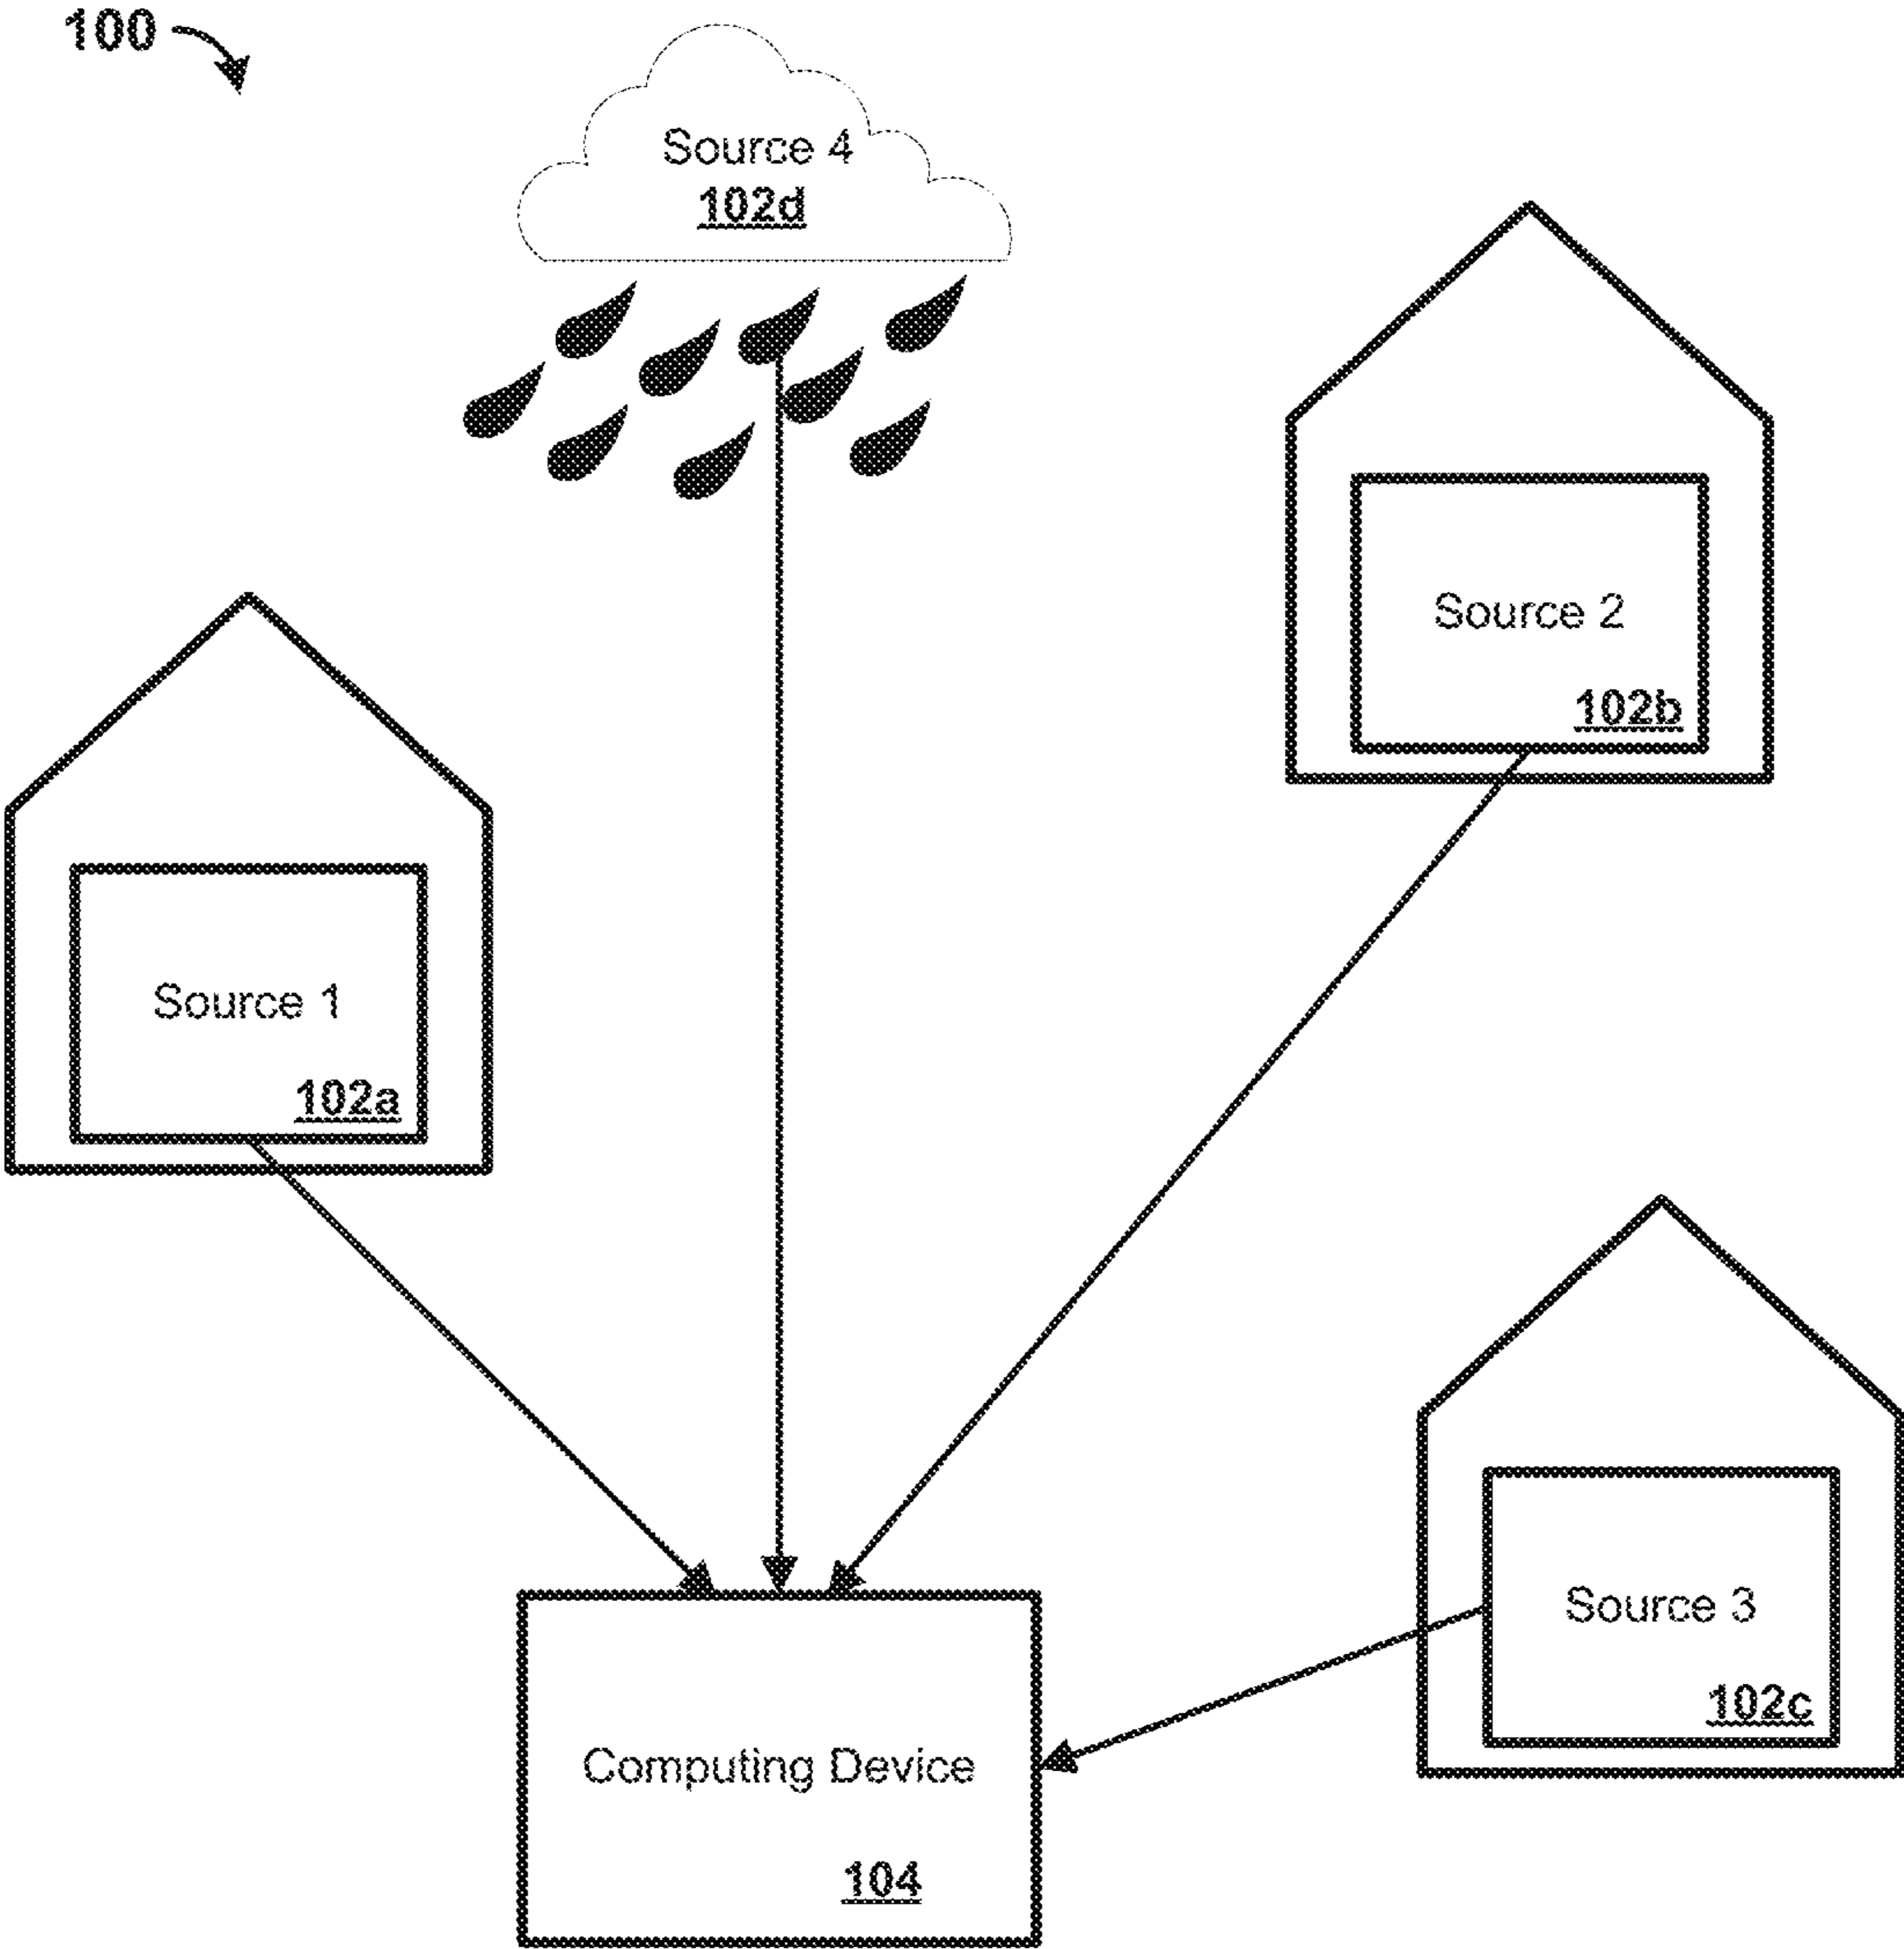 100
Source 4
102d
Source 2
102b
Source 1
102a
Source 3
102c
Computing Device
104